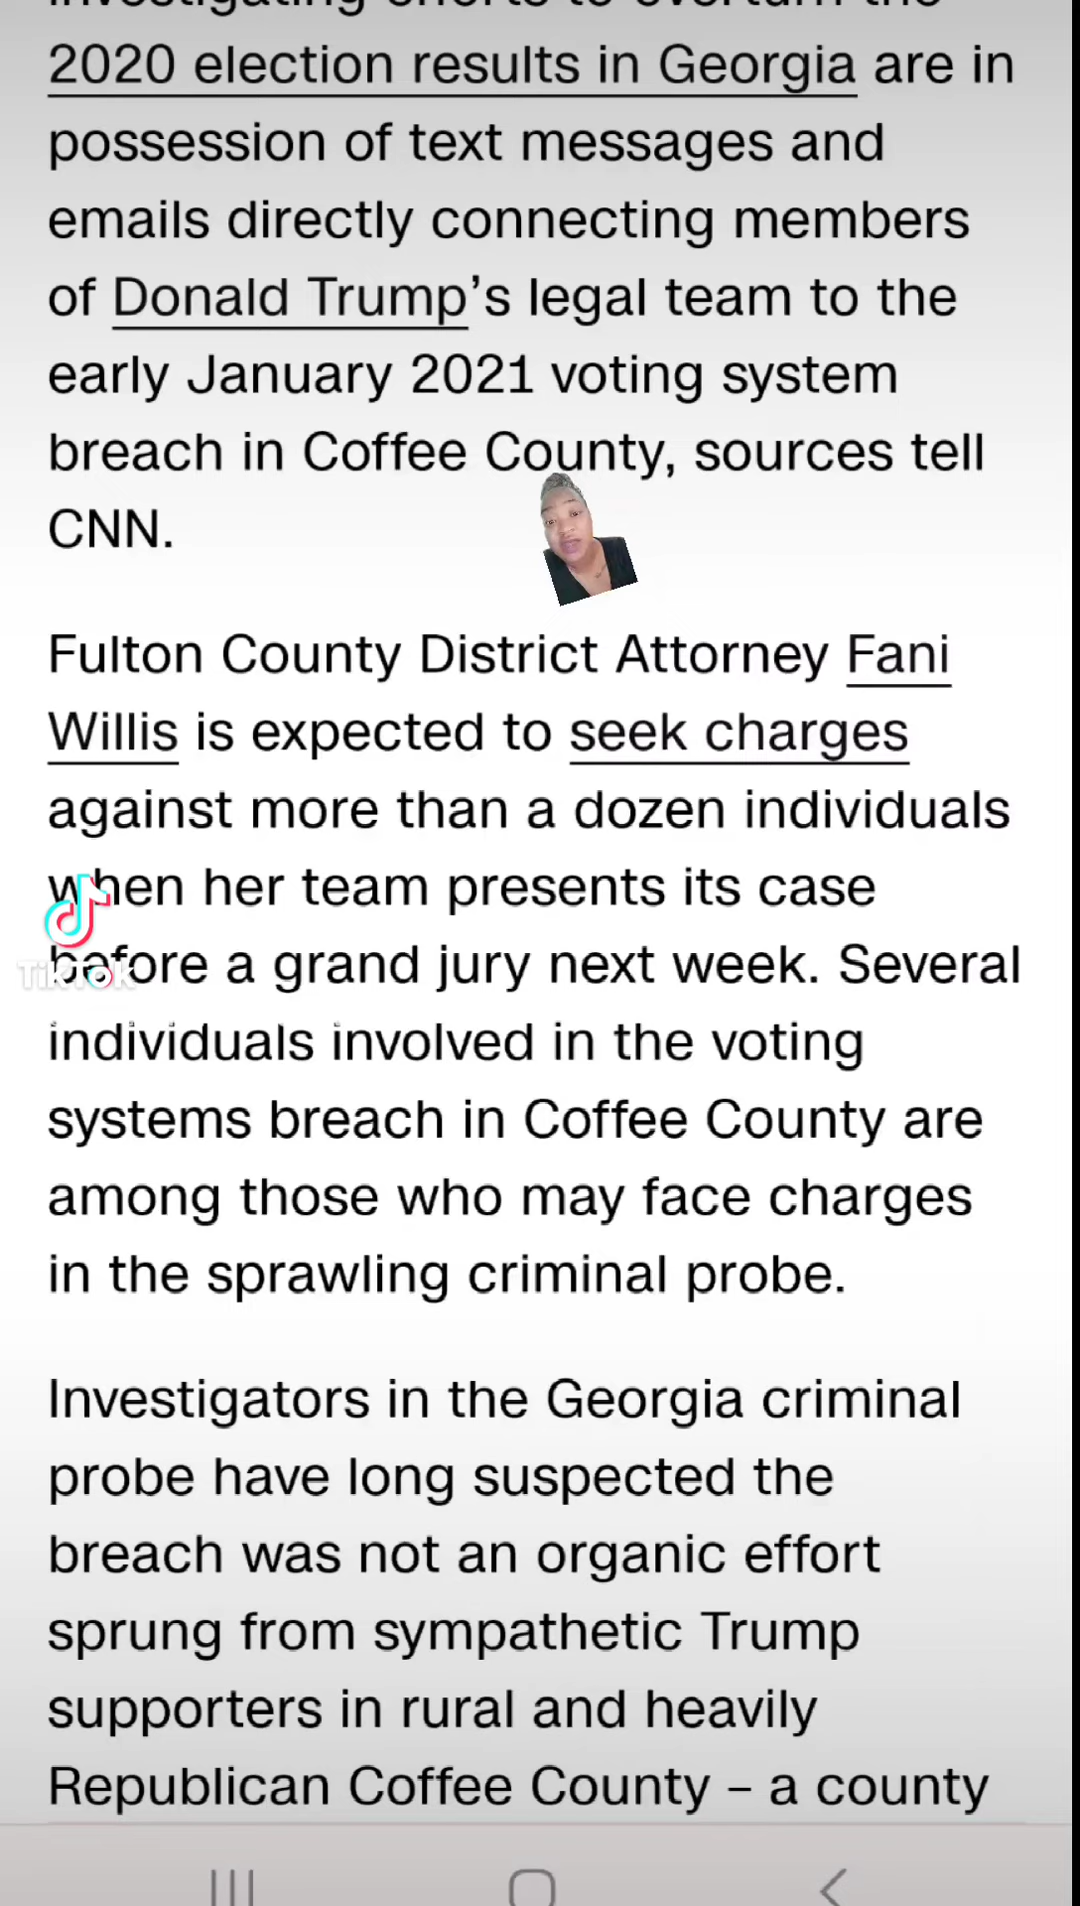 investigating efforts to overturn the
2020 election results in Georgia are in
possession of text messages and
emails directly connecting members
of Donald Trump's legal team to the
early January 2021 voting system
breach in Coffee County, sources tell
CNN.
Fulton County District Attorney Fani
Willis is expected to seek charges
against more than a dozen individuals
when her team presents its case
before a grand jury next week. Several
individuals involved in the voting
systems breach in Coffee County are
among those who may face charges
in the sprawling criminal probe.
Investigators in the Georgia criminal
probe have long suspected the
breach was not an organic effort
sprung from sympathetic Trump
supporters in rural and heavily
Republican Coffee County – a county
TikTok